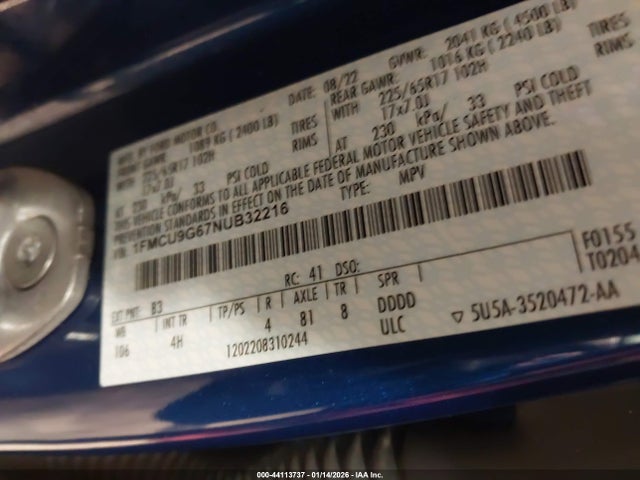 MFD. BY FORD MOTOR CO.
DATE: 08/22
GVWR: 2041 KG ( 4500 LB)
FRONT GAWR: 1089 KG ( 2400 LB)
REAR GAWR: 1016 KG ( 2240 LB)
WITH 225/65R17 102H TIRES
WITH 225/65R17 102H TIRES
17x7.0J RIMS
17x7.0J RIMS
AT 230 kPa/ 33 PSI COLD
AT 230 kPa/ 33 PSI COLD
THIS VEHICLE CONFORMS TO ALL APPLICABLE FEDERAL MOTOR VEHICLE SAFETY AND THEFT
PREVENTION STANDARDS IN EFFECT ON THE DATE OF MANUFACTURE SHOWN ABOVE.
VIN: 1FMCU9G67NUB32216
TYPE: MPV
F0155
T0204
EXT PNT: B3 RC: 41 DSO:
WB INT TR TP/PS R AXLE TR SPR
106 4H 4 81 8 DDDD
1202208310244 ULC
▽ 5U5A-3520472-AA
000-44113737 - 01/14/2026 - IAA Inc.